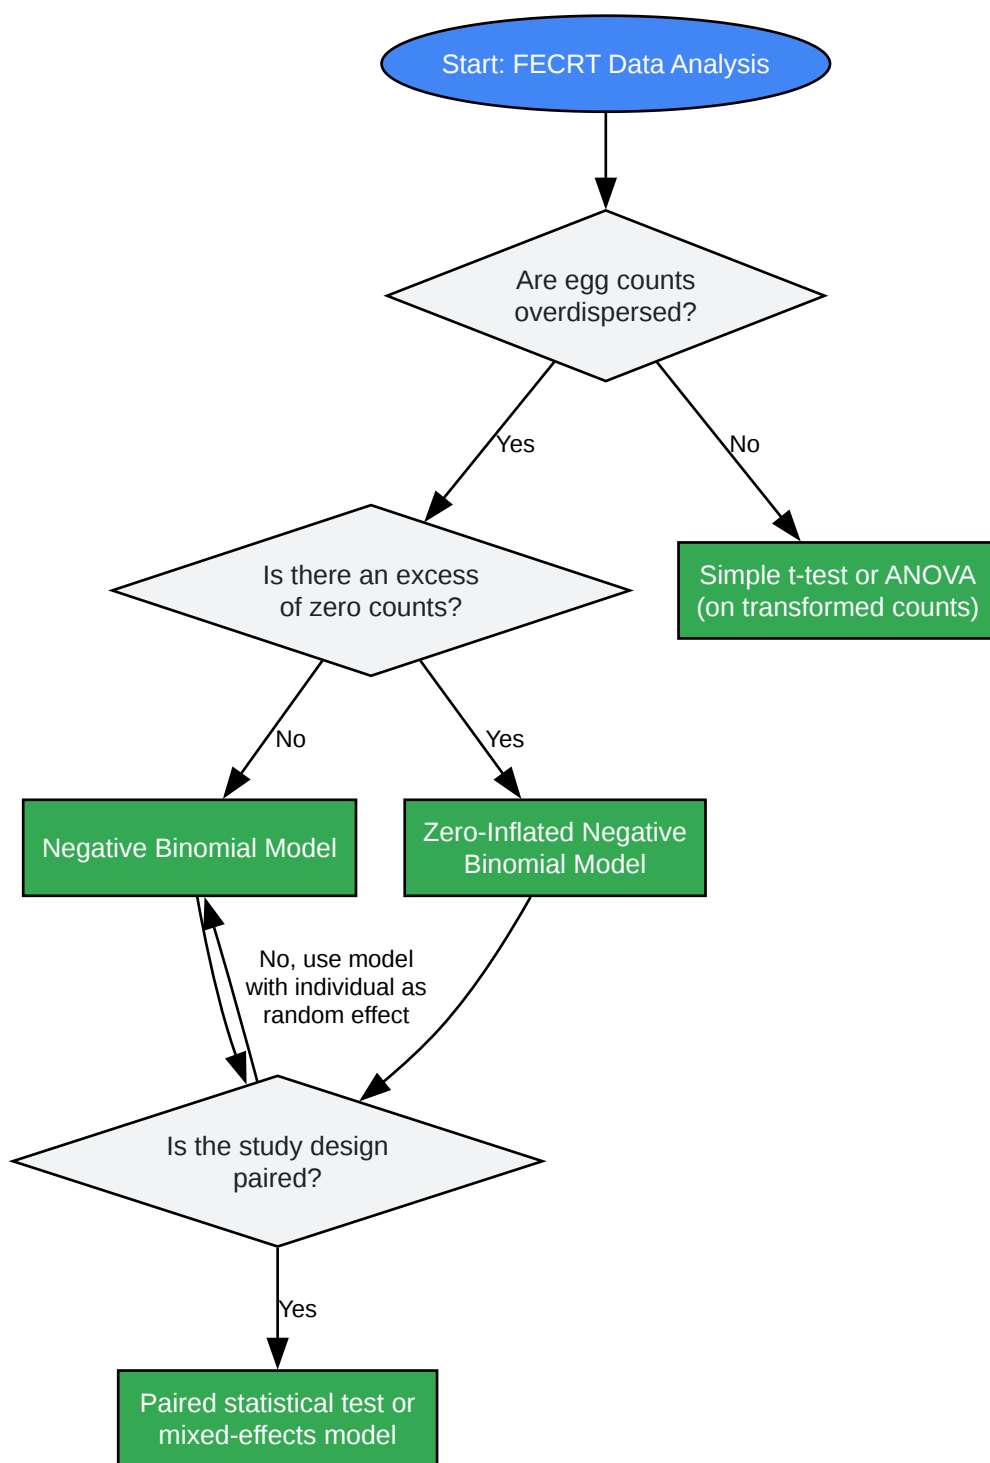 Start: FECRT Data Analysis
Are egg counts
overdispersed?
Yes
No
Is there an excess
of zero counts?
Simple t-test or ANOVA
(on transformed counts)
No
Yes
Negative Binomial Model
Zero-Inflated Negative
Binomial Model
No, use model
with individual as
random effect
Is the study design
paired?
Yes
Paired statistical test or
mixed-effects model